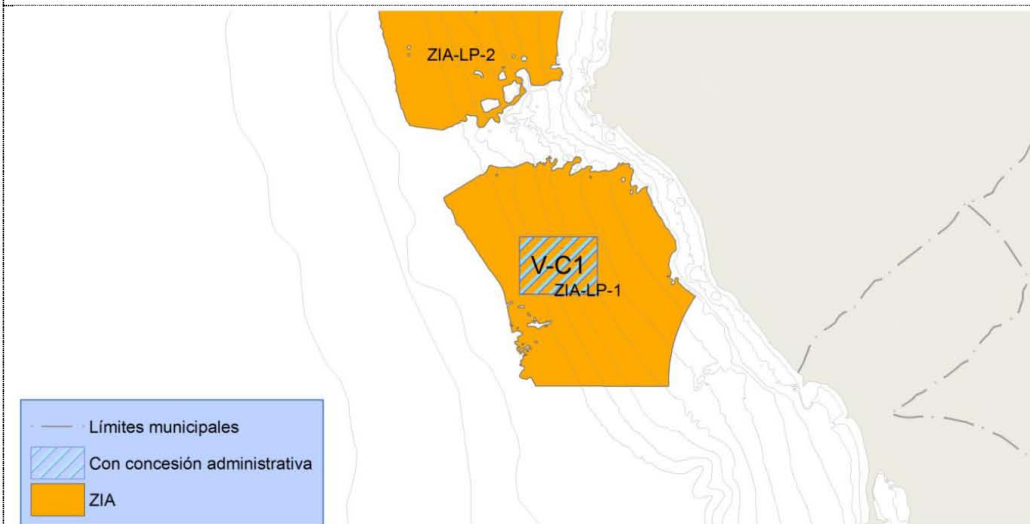 ZIA-LP-2
V-C1
ZIA-LP-1
Límites municipales
Con concesión administrativa
ZIA